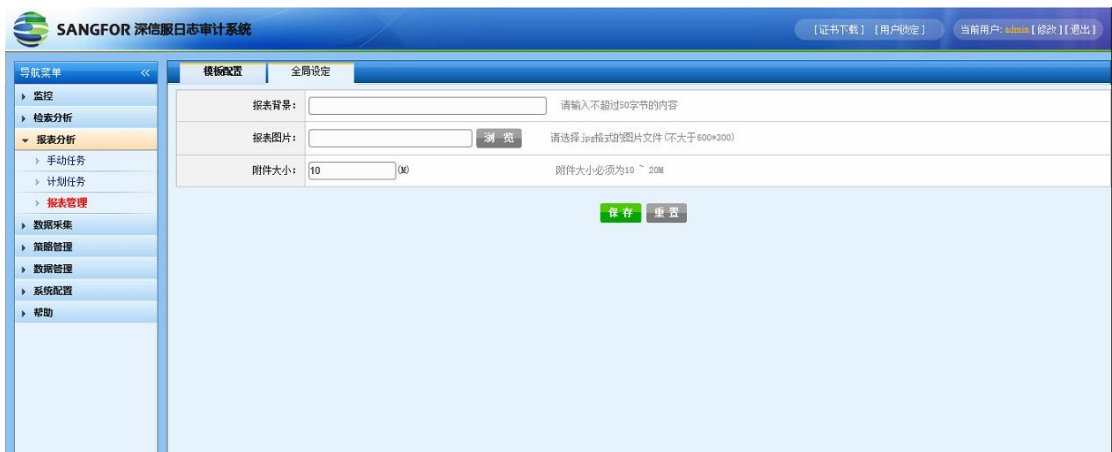 SANGFOR 深信服日志审计系统
[证书下载] [用户锁定]
当前用户: admin [修改][退出]
导航菜单 «
监控
检索分析
报表分析
手动任务
计划任务
报表管理
数据采集
策略管理
数据管理
系统配置
帮助
模板配置 全局设定
报表背景: 请输入不超过50字节的内容
报表图片: 浏 览 请选择.jpg格式的图片文件(不大于600*300)
附件大小: 10 (M) 附件大小必须为10 ~ 20M
保 存 重 置